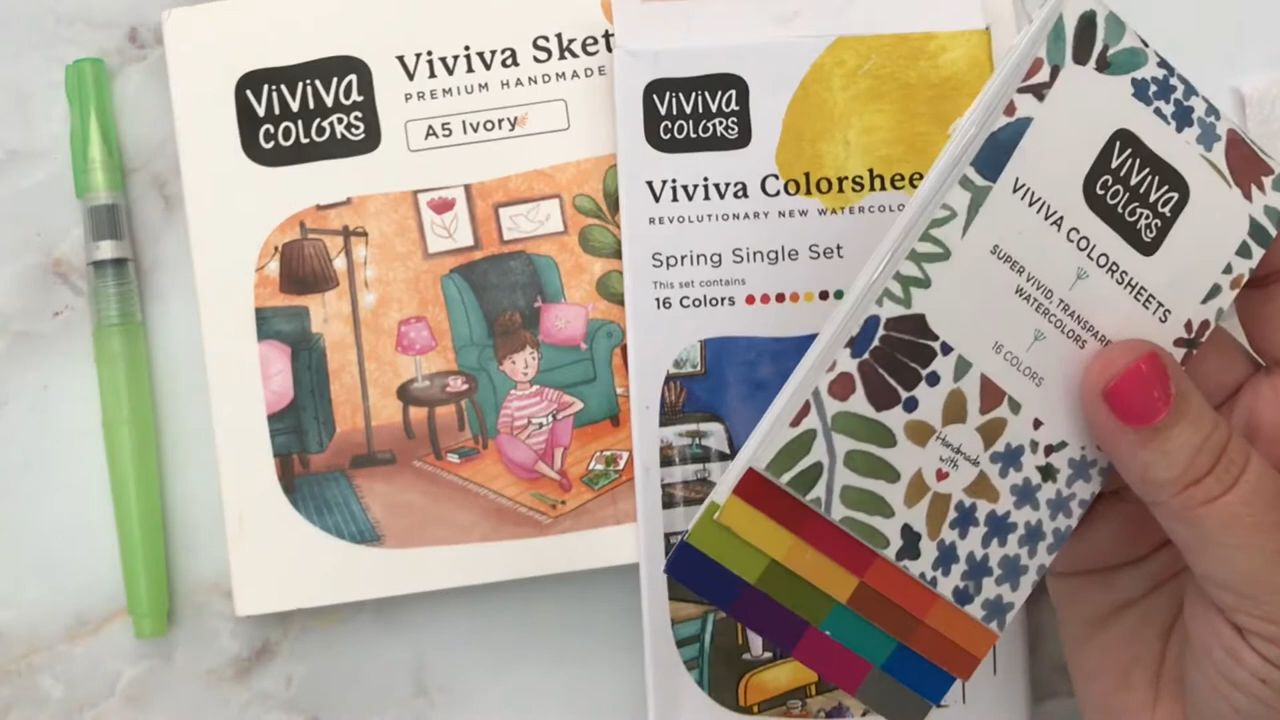 ViViVa
COLORS
Viviva Sket
PREMIUM HANDMADE
A5 Ivory
ViViVa
COLORS
Viviva Colorshee
REVOLUTIONARY NEW WATERCOLO
Spring Single Set
This set contains
16 Colors
ViViVa
COLORS
VIVIVA COLORSHEETS
SUPER VIVID, TRANSPARE
WATERCOLORS
16 COLORS
Handmade
with